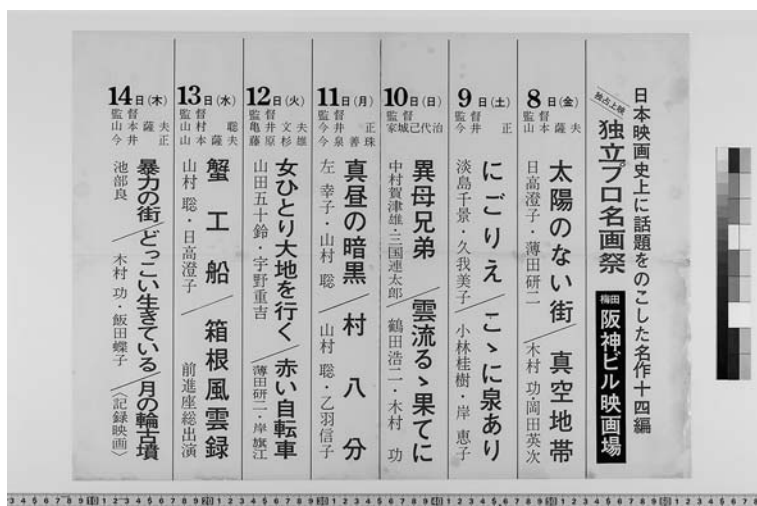 日本映画史上に話題をのこした名作十四編
独占上映
独立プロ名画祭
梅田
阪神ビル映画場
8日(金)
監督
山本薩夫
太陽のない街/真空地帯
日高澄子・薄田研二
木村功・岡田英次
9日(土)
監督
今井正
にごりえ/こゝに泉あり
淡島千景・久我美子
小林桂樹・岸恵子
10日(日)
監督
家城己代治
異母兄弟/雲流るゝ果てに
中村賀津雄・三国連太郎
鶴田浩二・木村功
11日(月)
監督
今井正
今泉善珠
真昼の暗黒/村八分
左幸子・山村聡
山村聡・乙羽信子
12日(火)
監督
亀井文夫
藤原杉雄
女ひとり大地を行く/赤い自転車
山田五十鈴・宇野重吉
薄田研二・岸旗江
13日(水)
監督
山村聡
山本薩夫
蟹工船/箱根風雲録
山村聡・日高澄子
前進座総出演
14日(木)
監督
山本薩夫
今井正
暴力の街/どっこい生きている/月の輪古墳
池部良
木村功・飯田蝶子
〈記録映画〉